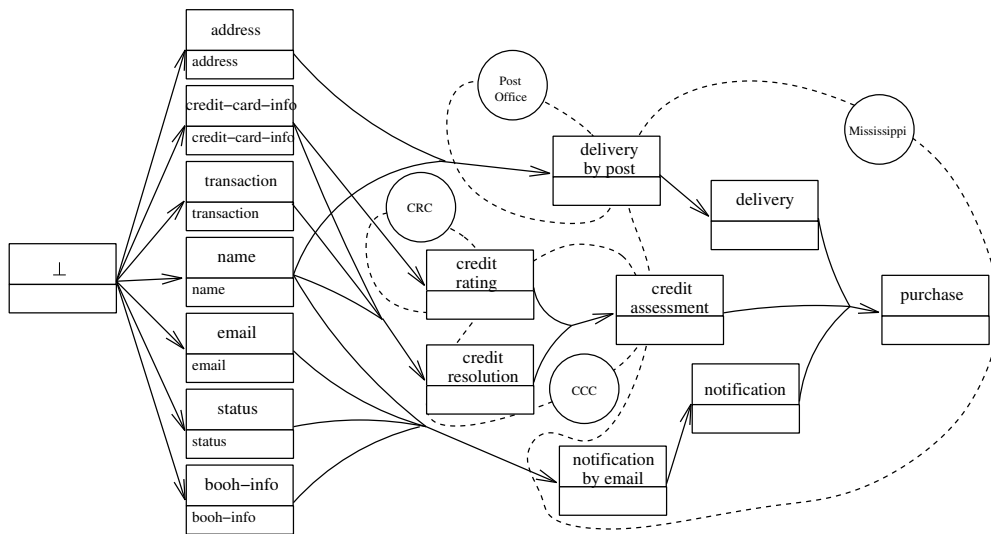 address
address
credit−card−info
credit−card−info
transaction
transaction
name
name
email
email
status
status
booh−info
booh−info
⊥
Post
Office
CRC
CCC
Mississippi
delivery
by post
delivery
credit
rating
credit
resolution
credit
assessment
purchase
notification
notification
by email